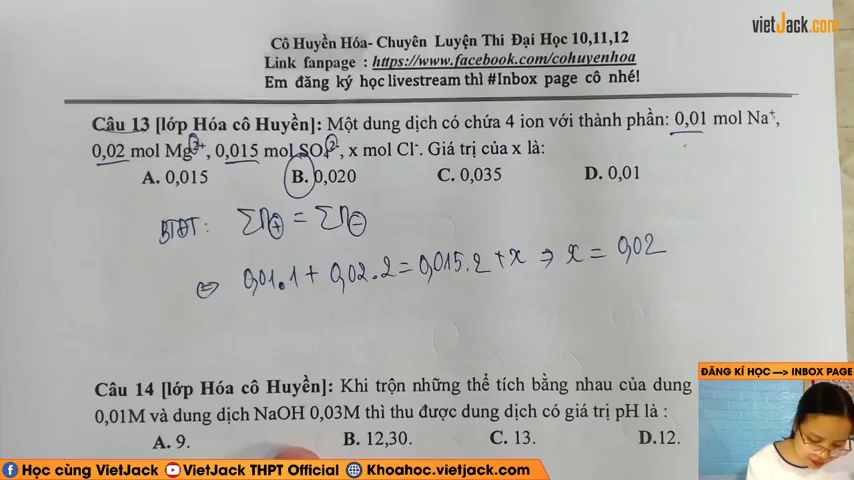 vietJack.com
Cô Huyền Hóa- Chuyên Luyện Thi Đại Học 10,11,12
Link fanpage : https://www.facebook.com/cohuyenhoa
Em đăng ký học livestream thì #Inbox page cô nhé!
Câu 13 [lớp Hóa cô Huyền]: Một dung dịch có chứa 4 ion với thành phần: 0,01 mol Na⁺,
0,02 mol Mg²⁺, 0,015 mol SO₄²⁻, x mol Cl⁻. Giá trị của x là:
A. 0,015 B. 0,020 C. 0,035 D. 0,01
BTĐT: Σn⊕ = Σn⊖
⇔ 0,01.1 + 0,02.2 = 0,015.2 + x ⇒ x = 0,02
Câu 14 [lớp Hóa cô Huyền]: Khi trộn những thể tích bằng nhau của dung
0,01M và dung dịch NaOH 0,03M thì thu được dung dịch có giá trị pH là :
A. 9. B. 12,30. C. 13. D.12.
ĐĂNG KÍ HỌC —> INBOX PAGE
Học cùng VietJack VietJack THPT Official Khoahoc.vietjack.com